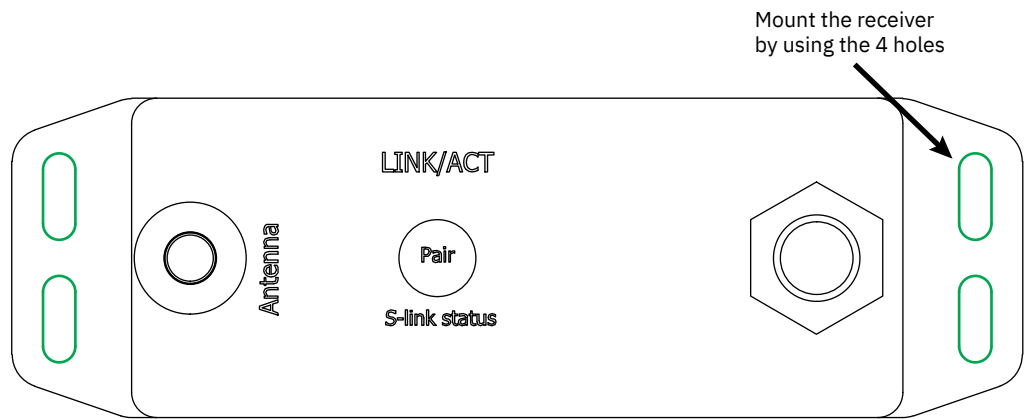 Mount the receiver
by using the 4 holes
LINK/ACT
Antenna
Pair
S-link status